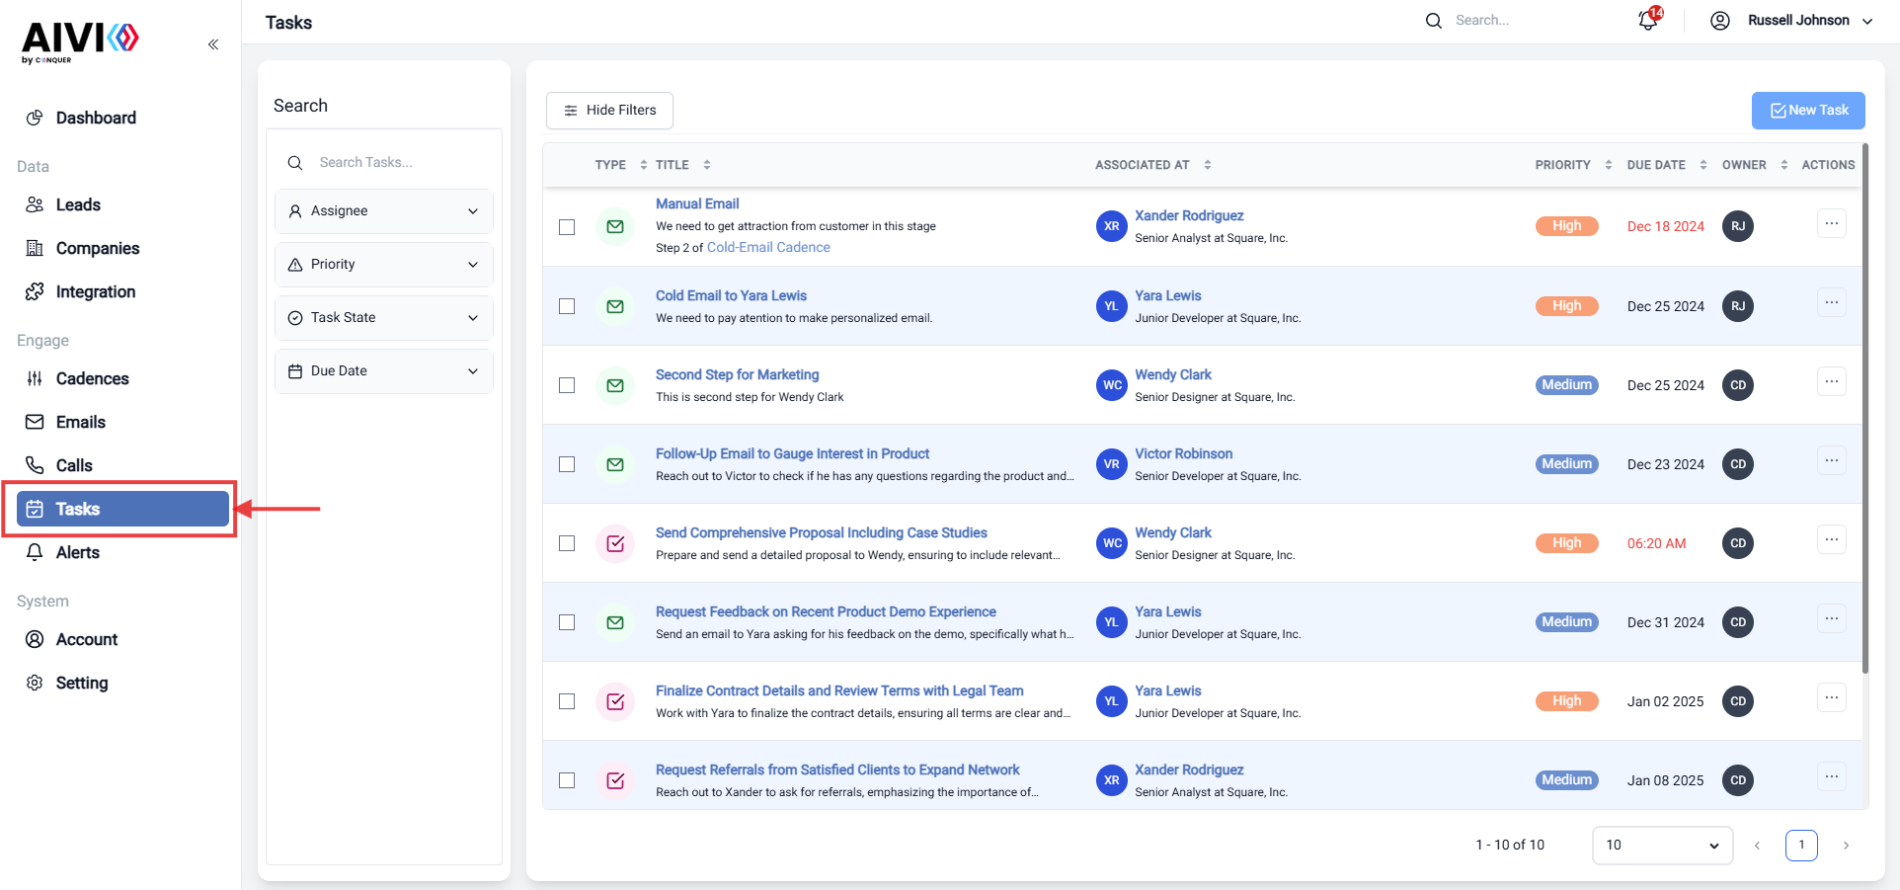 AIVI
by CONQUER
Dashboard
Data
Leads
Companies
Integration
Engage
Cadences
Emails
Calls
Tasks
Alerts
System
Account
Setting
Tasks
Search...
14
Russell Johnson
Search
Search Tasks...
Assignee
Priority
Task State
Due Date
Hide Filters
New Task
TYPE TITLE ASSOCIATED AT PRIORITY DUE DATE OWNER ACTIONS
Manual Email
We need to get attraction from customer in this stage
Step 2 of Cold-Email Cadence
XR
Xander Rodriguez
Senior Analyst at Square, Inc.
High
Dec 18 2024
RJ
...
Cold Email to Yara Lewis
We need to pay atention to make personalized email.
YL
Yara Lewis
Junior Developer at Square, Inc.
High
Dec 25 2024
RJ
...
Second Step for Marketing
This is second step for Wendy Clark
WC
Wendy Clark
Senior Designer at Square, Inc.
Medium
Dec 25 2024
CD
...
Follow-Up Email to Gauge Interest in Product
Reach out to Victor to check if he has any questions regarding the product and...
VR
Victor Robinson
Senior Developer at Square, Inc.
Medium
Dec 23 2024
CD
...
Send Comprehensive Proposal Including Case Studies
Prepare and send a detailed proposal to Wendy, ensuring to include relevant...
WC
Wendy Clark
Senior Designer at Square, Inc.
High
06:20 AM
CD
...
Request Feedback on Recent Product Demo Experience
Send an email to Yara asking for his feedback on the demo, specifically what h...
YL
Yara Lewis
Junior Developer at Square, Inc.
Medium
Dec 31 2024
CD
...
Finalize Contract Details and Review Terms with Legal Team
Work with Yara to finalize the contract details, ensuring all terms are clear and...
YL
Yara Lewis
Junior Developer at Square, Inc.
High
Jan 02 2025
CD
...
Request Referrals from Satisfied Clients to Expand Network
Reach out to Xander to ask for referrals, emphasizing the importance of...
XR
Xander Rodriguez
Senior Analyst at Square, Inc.
Medium
Jan 08 2025
CD
...
1 - 10 of 10
10
1